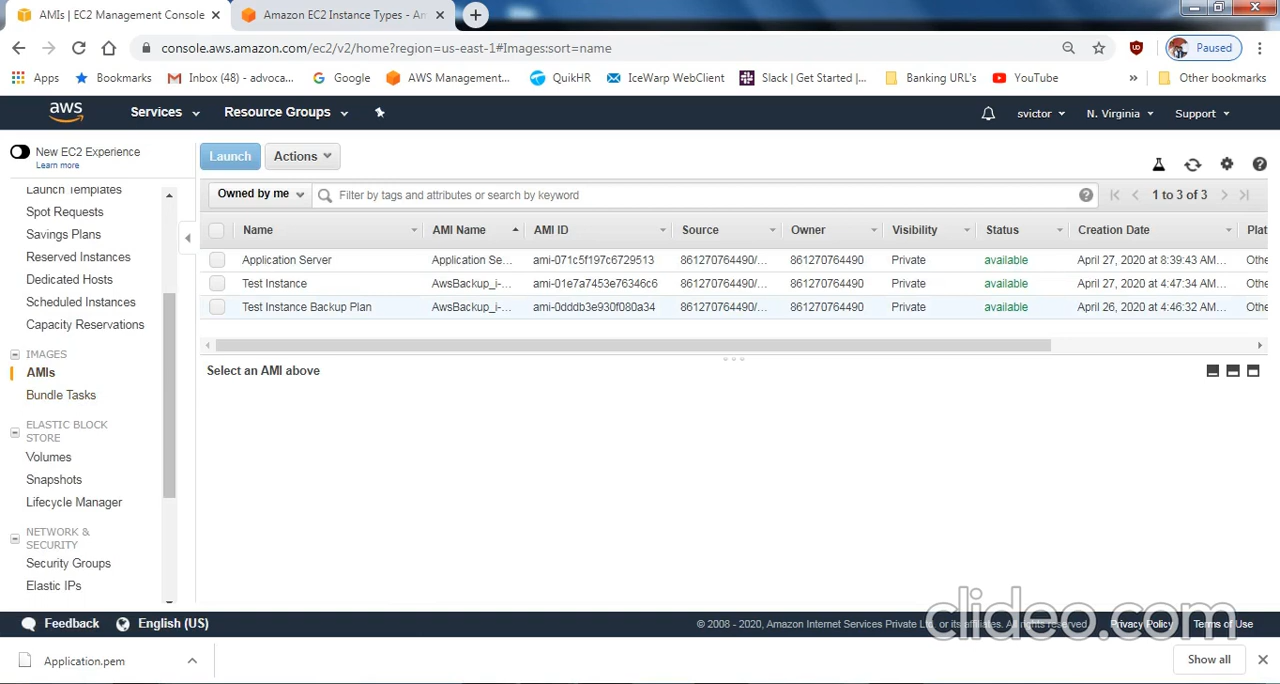 AMIs | EC2 Management Console
Amazon EC2 Instance Types - Am
console.aws.amazon.com/ec2/v2/home?region=us-east-1#Images:sort=name
Paused
Apps
Bookmarks
Inbox (48) - advoca...
Google
AWS Management...
QuikHR
IceWarp WebClient
Slack | Get Started |...
Banking URL's
YouTube
»
Other bookmarks
aws
Services
Resource Groups
svictor
N. Virginia
Support
New EC2 Experience
Learn more
Launch Templates
Spot Requests
Savings Plans
Reserved Instances
Dedicated Hosts
Scheduled Instances
Capacity Reservations
IMAGES
AMIs
Bundle Tasks
ELASTIC BLOCK
STORE
Volumes
Snapshots
Lifecycle Manager
NETWORK &
SECURITY
Security Groups
Elastic IPs
Launch
Actions
Owned by me
Filter by tags and attributes or search by keyword
1 to 3 of 3
Name AMI Name AMI ID Source Owner Visibility Status Creation Date Plat
Application Server Application Se... ami-071c5f197c6729513 861270764490/... 861270764490 Private available April 27, 2020 at 8:39:43 AM... Othe
Test Instance AwsBackup_i-... ami-01e7a7453e76346c6 861270764490/... 861270764490 Private available April 27, 2020 at 4:47:34 AM... Othe
Test Instance Backup Plan AwsBackup_i-... ami-0dddb3e930f080a34 861270764490/... 861270764490 Private available April 26, 2020 at 4:46:32 AM... Othe
Select an AMI above
Feedback
English (US)
© 2008 - 2020, Amazon Internet Services Private Ltd. or its affiliates. All rights reserved.
Privacy Policy
Terms of Use
clideo.com
Application.pem
Show all